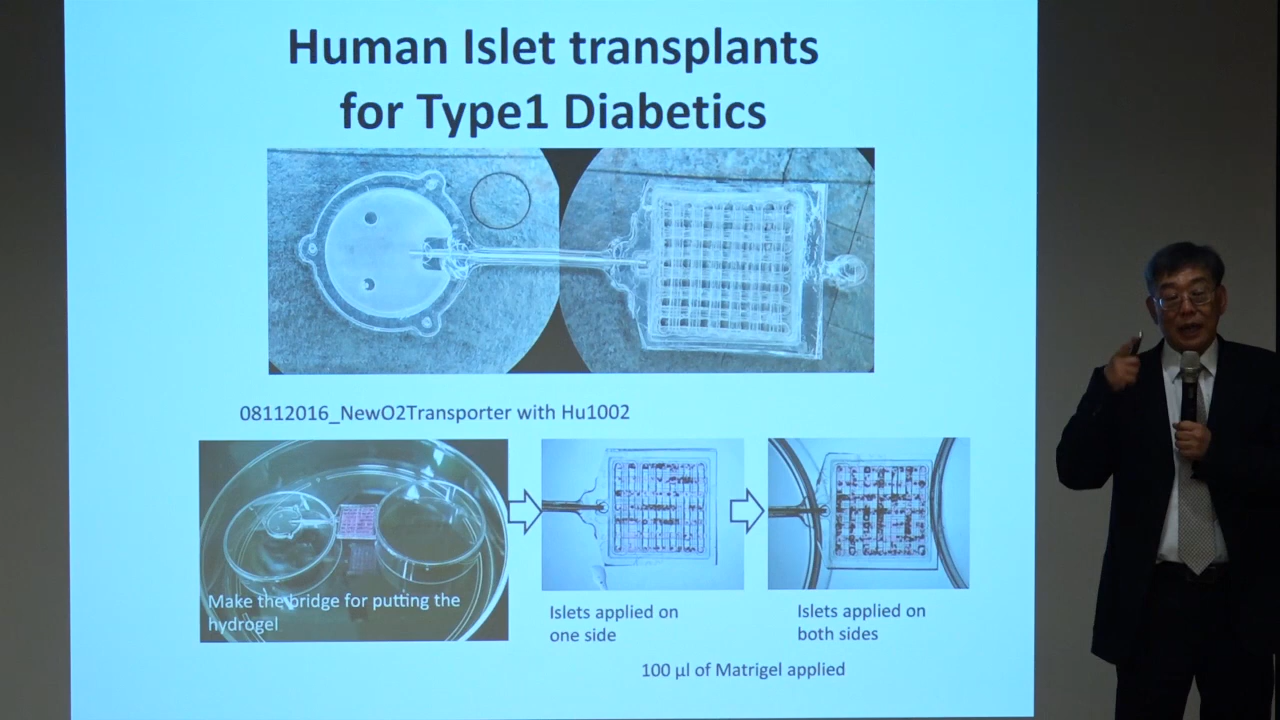 Human Islet transplants
for Type1 Diabetics
08112016_NewO2Transporter with Hu1002
Make the bridge for putting the
hydrogel
Islets applied on
one side
Islets applied on
both sides
100 µl of Matrigel applied